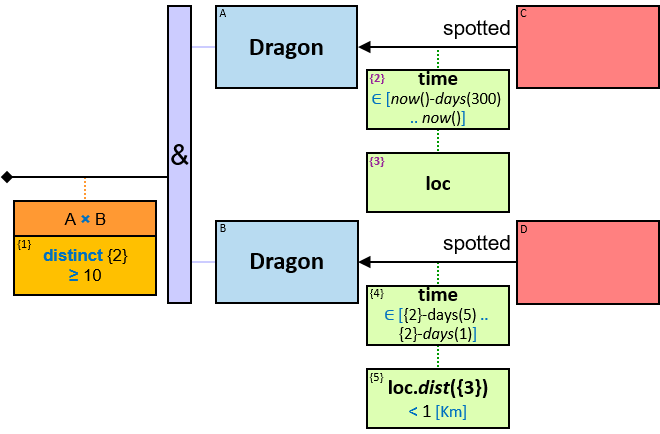 A
Dragon
spotted
C
{2}
time
∈ [now()-days(300)
.. now()]
{3}
loc
&
A × B
{1}
distinct {2}
≥ 10
B
Dragon
spotted
D
{4}
time
∈ [{2}-days(5) ..
{2}-days(1)]
{5}
loc.dist({3})
< 1 [Km]